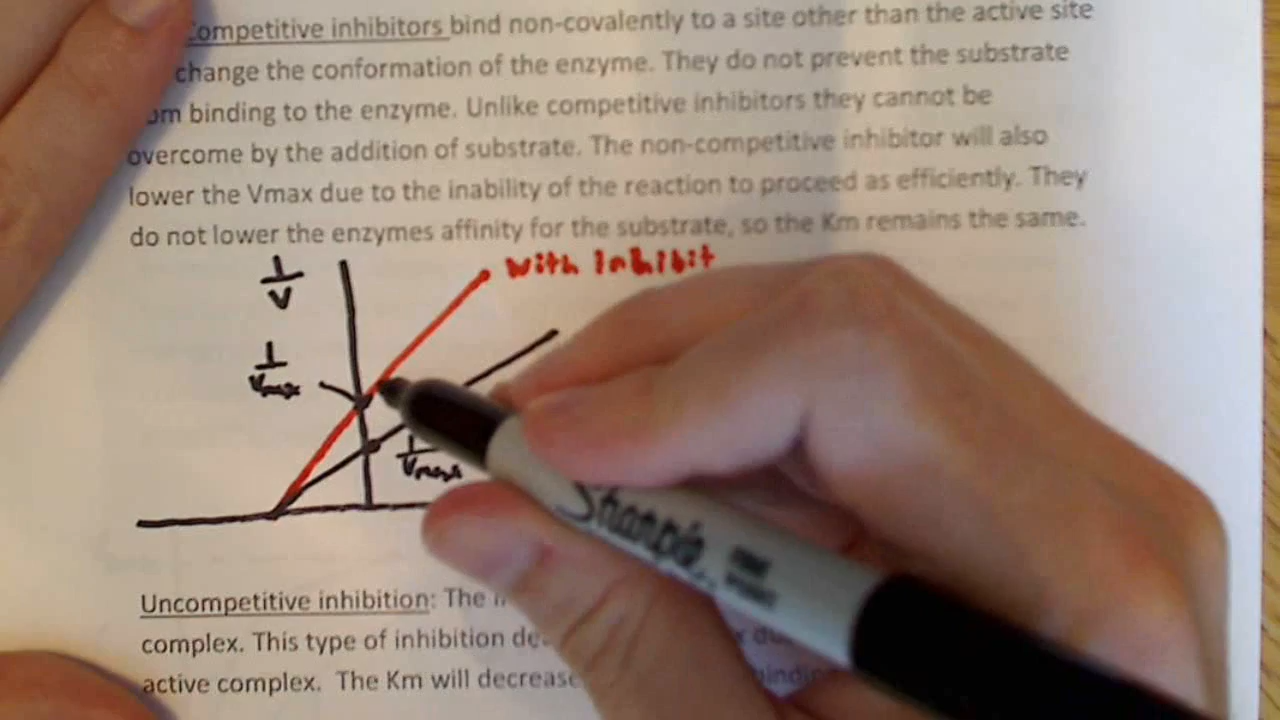 Competitive inhibitors bind non-covalently to a site other than the active site
change the conformation of the enzyme. They do not prevent the substrate
om binding to the enzyme. Unlike competitive inhibitors they cannot be
overcome by the addition of substrate. The non-competitive inhibitor will also
lower the Vmax due to the inability of the reaction to proceed as efficiently. They
do not lower the enzymes affinity for the substrate, so the Km remains the same.
With Inhibit
1
V
1
Vmax
1
Vmax
Sharpie
Uncompetitive inhibition: The
complex. This type of inhibition de
active complex. The Km will decrease bindin